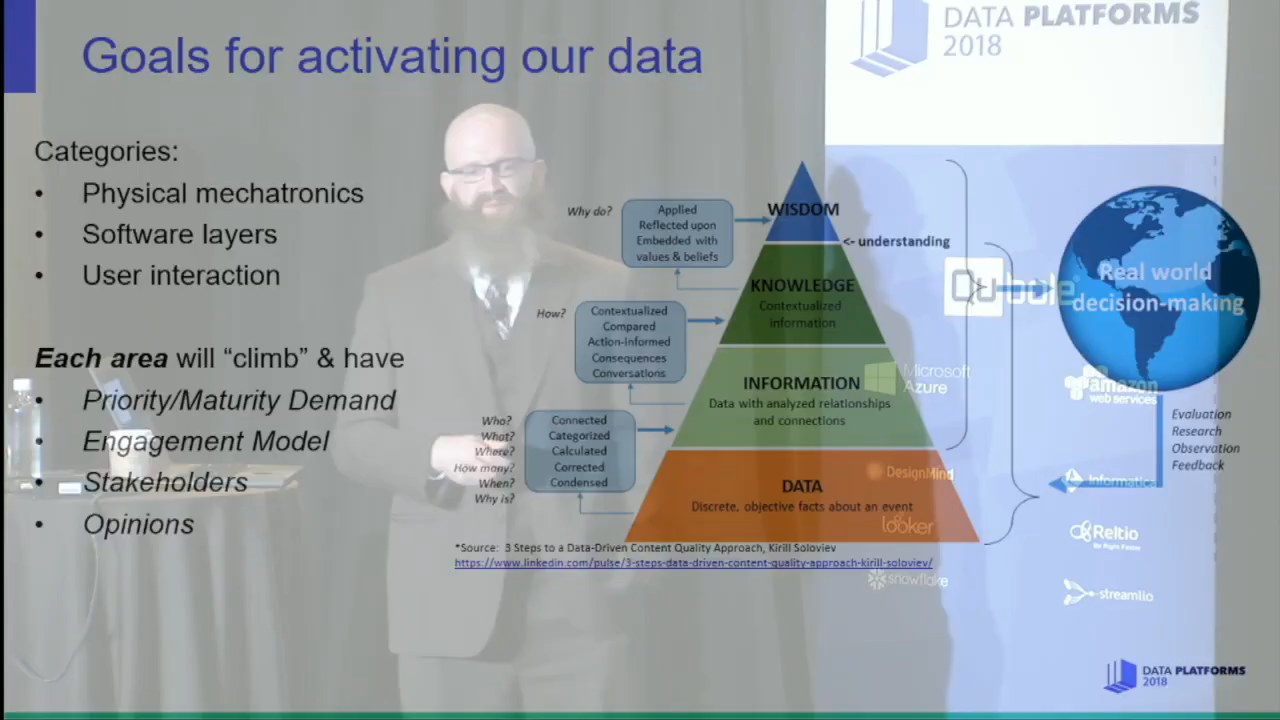 Goals for activating our data
DATA PLATFORMS
2018
Categories:
• Physical mechatronics
• Software layers
• User interaction
Each area will “climb” & have
• Priority/Maturity Demand
• Engagement Model
• Stakeholders
• Opinions
Why do?
Applied
Reflected upon
Embedded with
values & beliefs
WISDOM
<- understanding
How?
Contextualized
Compared
Action-informed
Consequences
Conversations
KNOWLEDGE
Contextualized
information
Who?
What?
Where?
How many?
When?
Why is?
Connected
Categorized
Calculated
Corrected
Condensed
INFORMATION
Data with analyzed relationships
and connections
DATA
Discrete, objective facts about an event
Real world
decision-making
Evaluation
Research
Observation
Feedback
*Source: 3 Steps to a Data-Driven Content Quality Approach, Kirill Soloviev
https://www.linkedin.com/pulse/3-steps-data-driven-content-quality-approach-kirill-soloviev/
Qubole
Microsoft
Azure
amazon
web services
DesignMind
Informatica
looker
Reltio
Be Right Faster
snowflake
streamlio
DATA PLATFORMS
2018